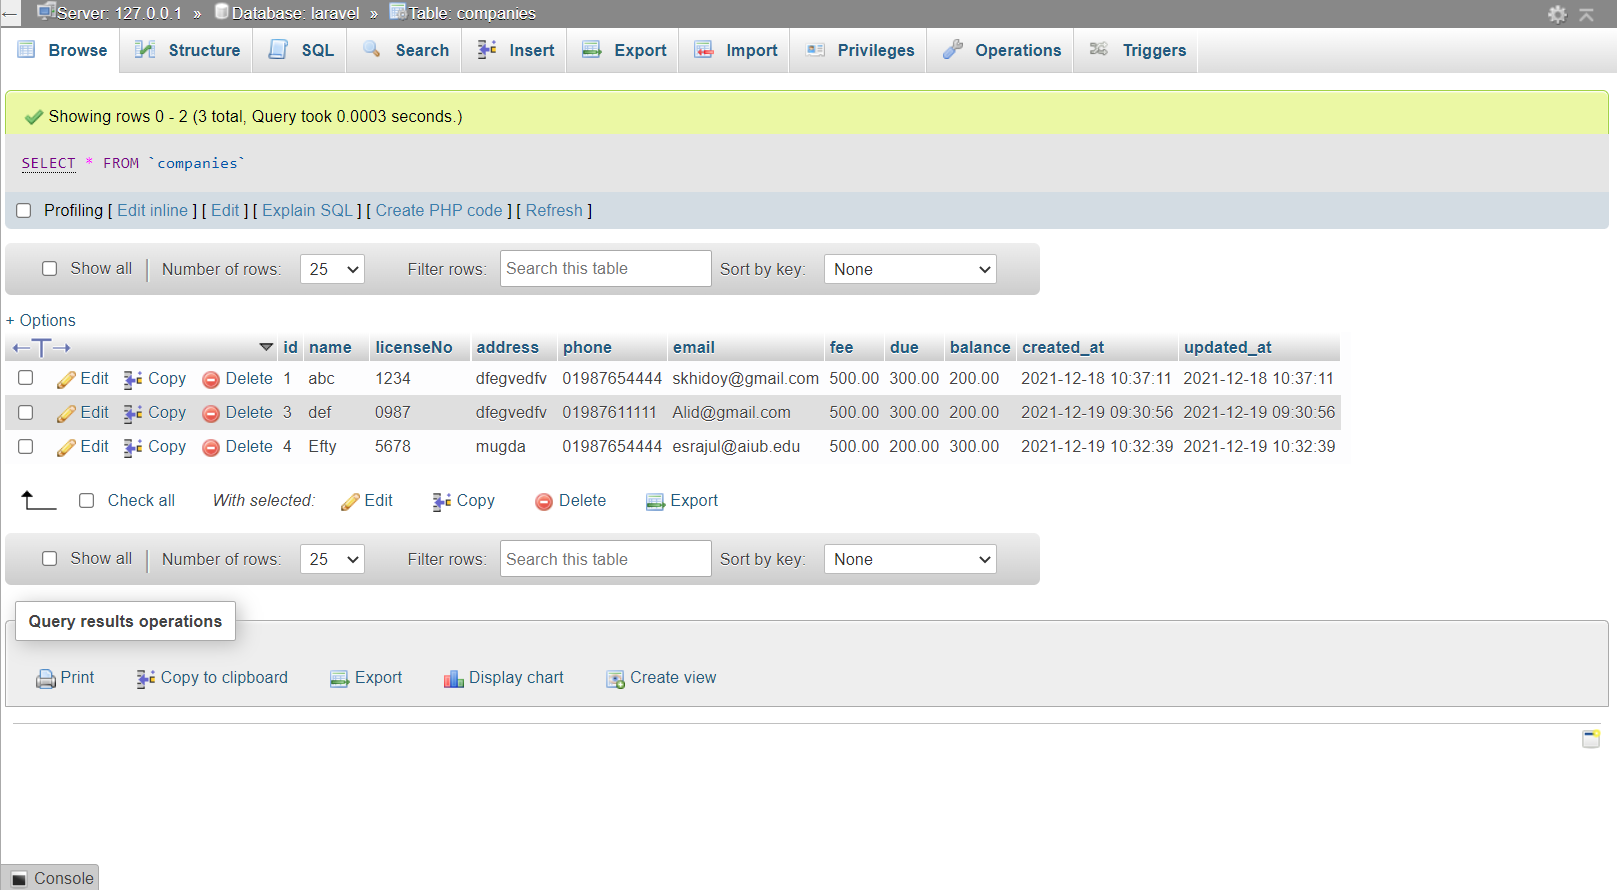 Server: 127.0.0.1 » Database: laravel » Table: companies
Browse Structure SQL Search Insert Export Import Privileges Operations Triggers
Showing rows 0 - 2 (3 total, Query took 0.0003 seconds.)
SELECT * FROM `companies`
Profiling [ Edit inline ] [ Edit ] [ Explain SQL ] [ Create PHP code ] [ Refresh ]
Show all Number of rows: 25 Filter rows: Search this table Sort by key: None
+ Options
id name licenseNo address phone email fee due balance created_at updated_at
Edit Copy Delete 1 abc 1234 dfegvedfv 01987654444 skhidoy@gmail.com 500.00 300.00 200.00 2021-12-18 10:37:11 2021-12-18 10:37:11
Edit Copy Delete 3 def 0987 dfegvedfv 01987611111 Alid@gmail.com 500.00 300.00 200.00 2021-12-19 09:30:56 2021-12-19 09:30:56
Edit Copy Delete 4 Efty 5678 mugda 01987654444 esrajul@aiub.edu 500.00 200.00 300.00 2021-12-19 10:32:39 2021-12-19 10:32:39
Check all With selected: Edit Copy Delete Export
Show all Number of rows: 25 Filter rows: Search this table Sort by key: None
Query results operations
Print Copy to clipboard Export Display chart Create view
Console